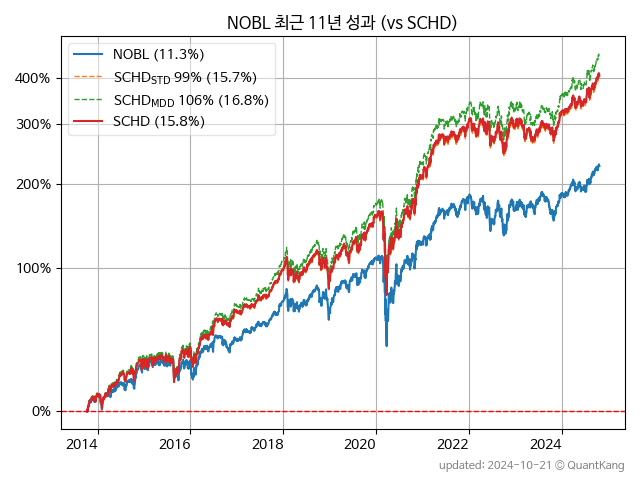 NOBL 최근 11년 성과 (vs SCHD)
NOBL (11.3%)
SCHD_STD 99% (15.7%)
SCHD_MDD 106% (16.8%)
SCHD (15.8%)
400%
300%
200%
100%
0%
2014 2016 2018 2020 2022 2024
updated: 2024-10-21 © QuantKang